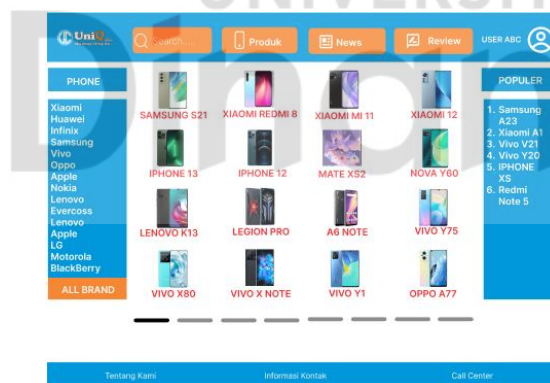 UNIVERSI
Dinam
UniQ
Search...
Produk
News
Review
USER ABC
PHONE
Xiaomi
Huawei
Infinix
Samsung
Vivo
Oppo
Apple
Nokia
Lenovo
Evercoss
Lenovo
Apple
LG
Motorola
BlackBerry
ALL BRAND
SAMSUNG S21
XIAOMI REDMI 8
XIAOMI MI 11
XIAOMI 12
IPHONE 13
IPHONE 12
MATE XS2
NOVA Y60
LENOVO K13
LEGION PRO
A6 NOTE
VIVO Y75
VIVO X80
VIVO X NOTE
VIVO Y1
OPPO A77
POPULER
1. Samsung
A23
2. Xiaomi A1
3. Vivo V21
4. Vivo Y20
5. IPHONE
XS
6. Redmi
Note 5
Tentang Kami
Informasi Kontak
Call Center